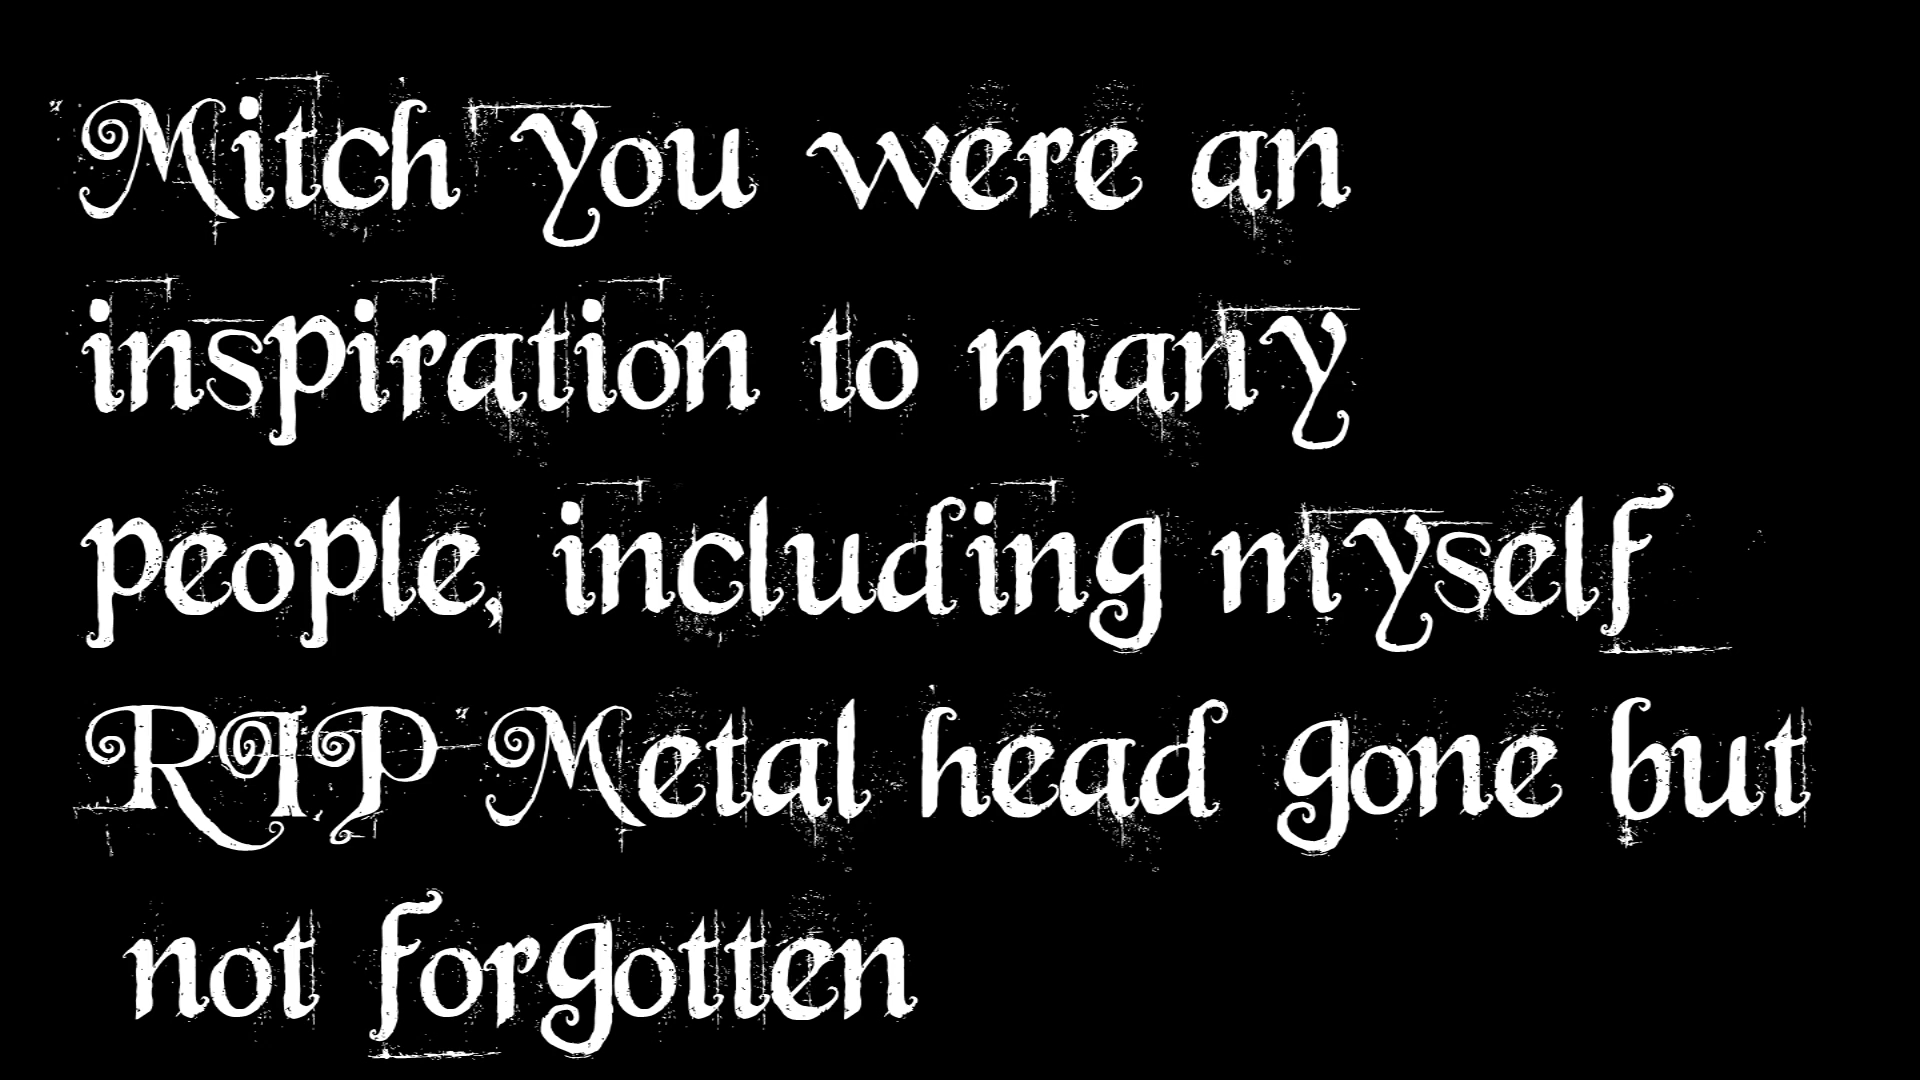 "Mitch you were an
inspiration to many
people, including myself
RIP" Metal head gone but
not forgotten